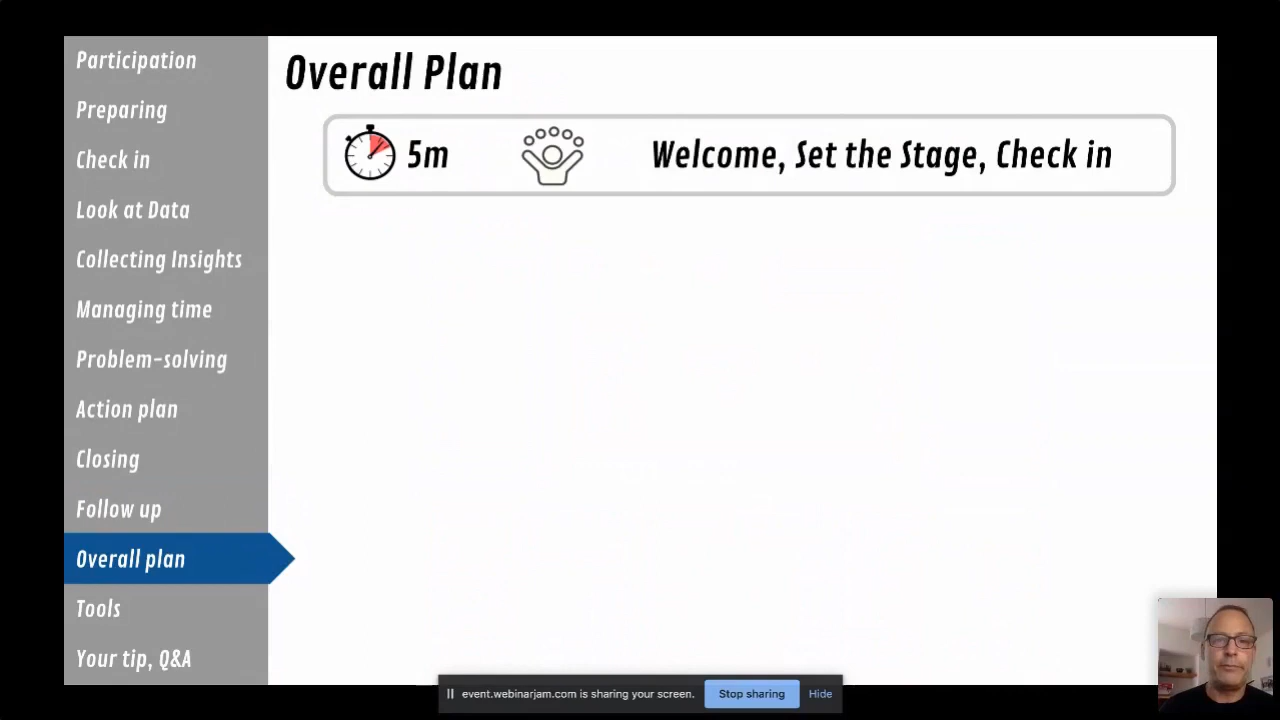 Participation
Preparing
Check in
Look at Data
Collecting Insights
Managing time
Problem-solving
Action plan
Closing
Follow up
Overall plan
Tools
Your tip, Q&A
Overall Plan
5m
Welcome, Set the Stage, Check in
event.webinarjam.com is sharing your screen.
Stop sharing
Hide